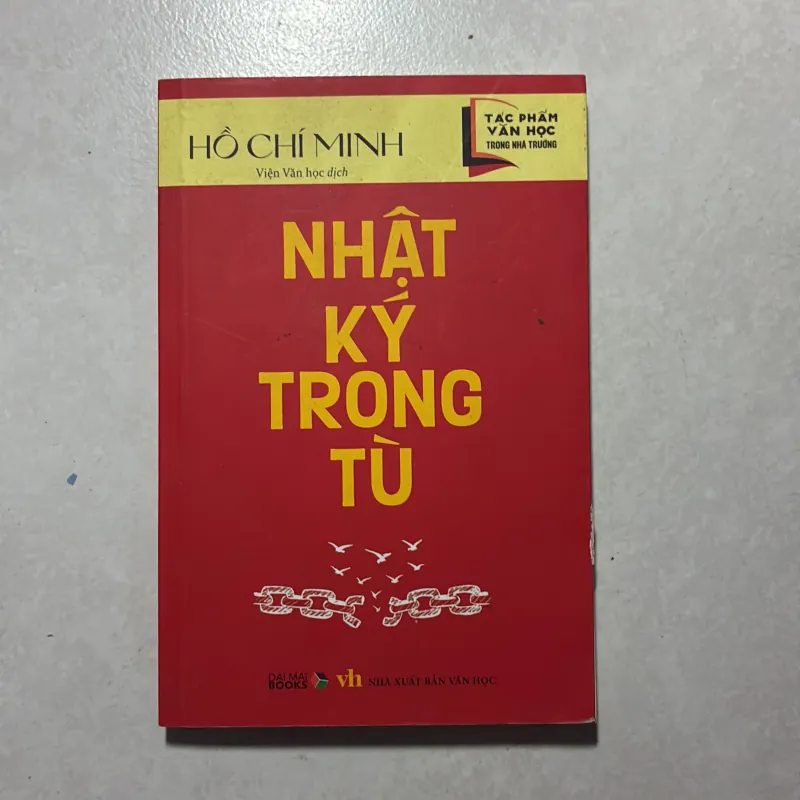 HỒ CHÍ MINH
Viện Văn học dịch
TÁC PHẨM
VĂN HỌC
TRONG NHÀ TRƯỜNG
NHẬT
KÝ
TRONG
TÙ
ĐẠI MAI
BOOKS
vh NHÀ XUẤT BẢN VĂN HỌC